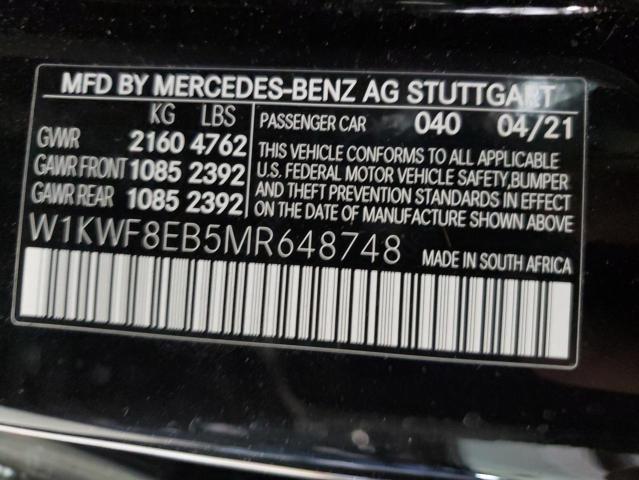 MFD BY MERCEDES-BENZ AG STUTTGART
KG LBS
GVWR 2160 4762
GAWR FRONT 1085 2392
GAWR REAR 1085 2392
PASSENGER CAR 040 04/21
THIS VEHICLE CONFORMS TO ALL APPLICABLE
U.S. FEDERAL MOTOR VEHICLE SAFETY, BUMPER
AND THEFT PREVENTION STANDARDS IN EFFECT
ON THE DATE OF MANUFACTURE SHOWN ABOVE.
W1KWF8EB5MR648748
MADE IN SOUTH AFRICA